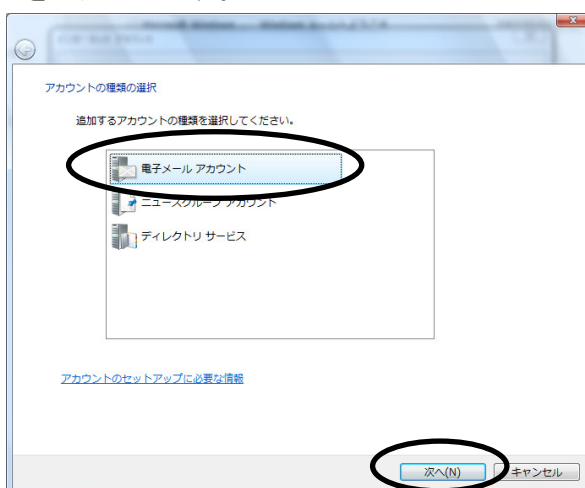 アカウントの種類の選択
追加するアカウントの種類を選択してください。
電子メール アカウント
ニュースグループ アカウント
ディレクトリ サービス
アカウントのセットアップに必要な情報
次へ(N)
キャンセル